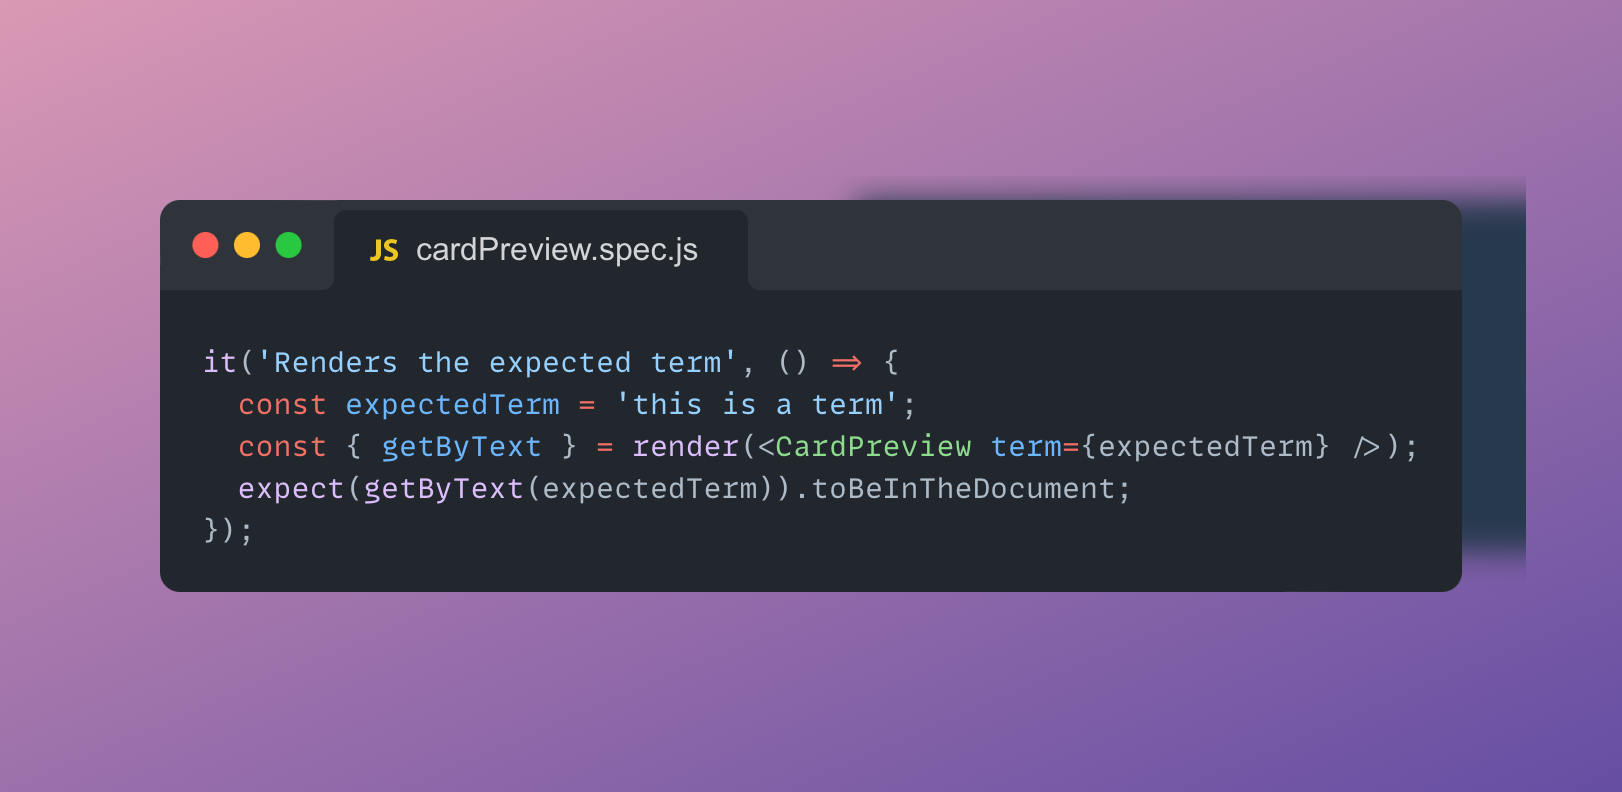 JS cardPreview.spec.js
it('Renders the expected term', () => {
  const expectedTerm = 'this is a term';
  const { getByText } = render(<CardPreview term={expectedTerm} />);
  expect(getByText(expectedTerm)).toBeInTheDocument;
});